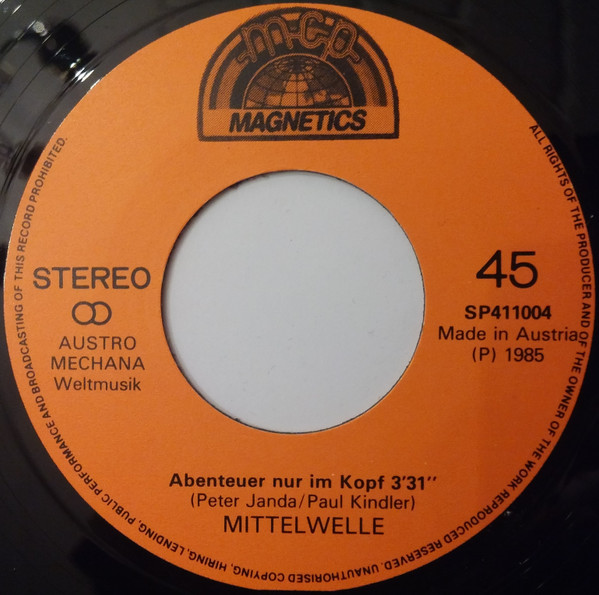 m-c-p-
MAGNETICS
STEREO
AUSTRO
MECHANA
Weltmusik
45
SP411004
Made in Austria
(P) 1985
Abenteuer nur im Kopf 3'31"
(Peter Janda/Paul Kindler)
MITTELWELLE
ALL RIGHTS OF THE PRODUCER AND OF THE OWNER OF THE WORK REPRODUCED RESERVED. UNAUTHORISED COPYING, HIRING, LENDING, PUBLIC PERFORMANCE AND BROADCASTING OF THIS RECORD PROHIBITED.